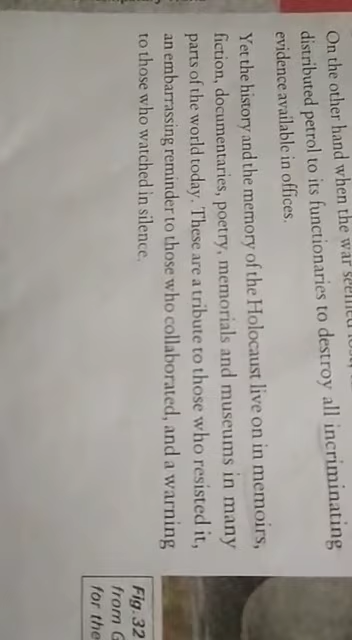 On the other hand when the war seemed lost,
distributed petrol to its functionaries to destroy all incriminating
evidence available in offices.
Yet the history and the memory of the Holocaust live on in memoirs,
fiction, documentaries, poetry, memorials and museums in many
parts of the world today. These are a tribute to those who resisted it,
an embarrassing reminder to those who collaborated, and a warning
to those who watched in silence.
Fig.32
from G
for the